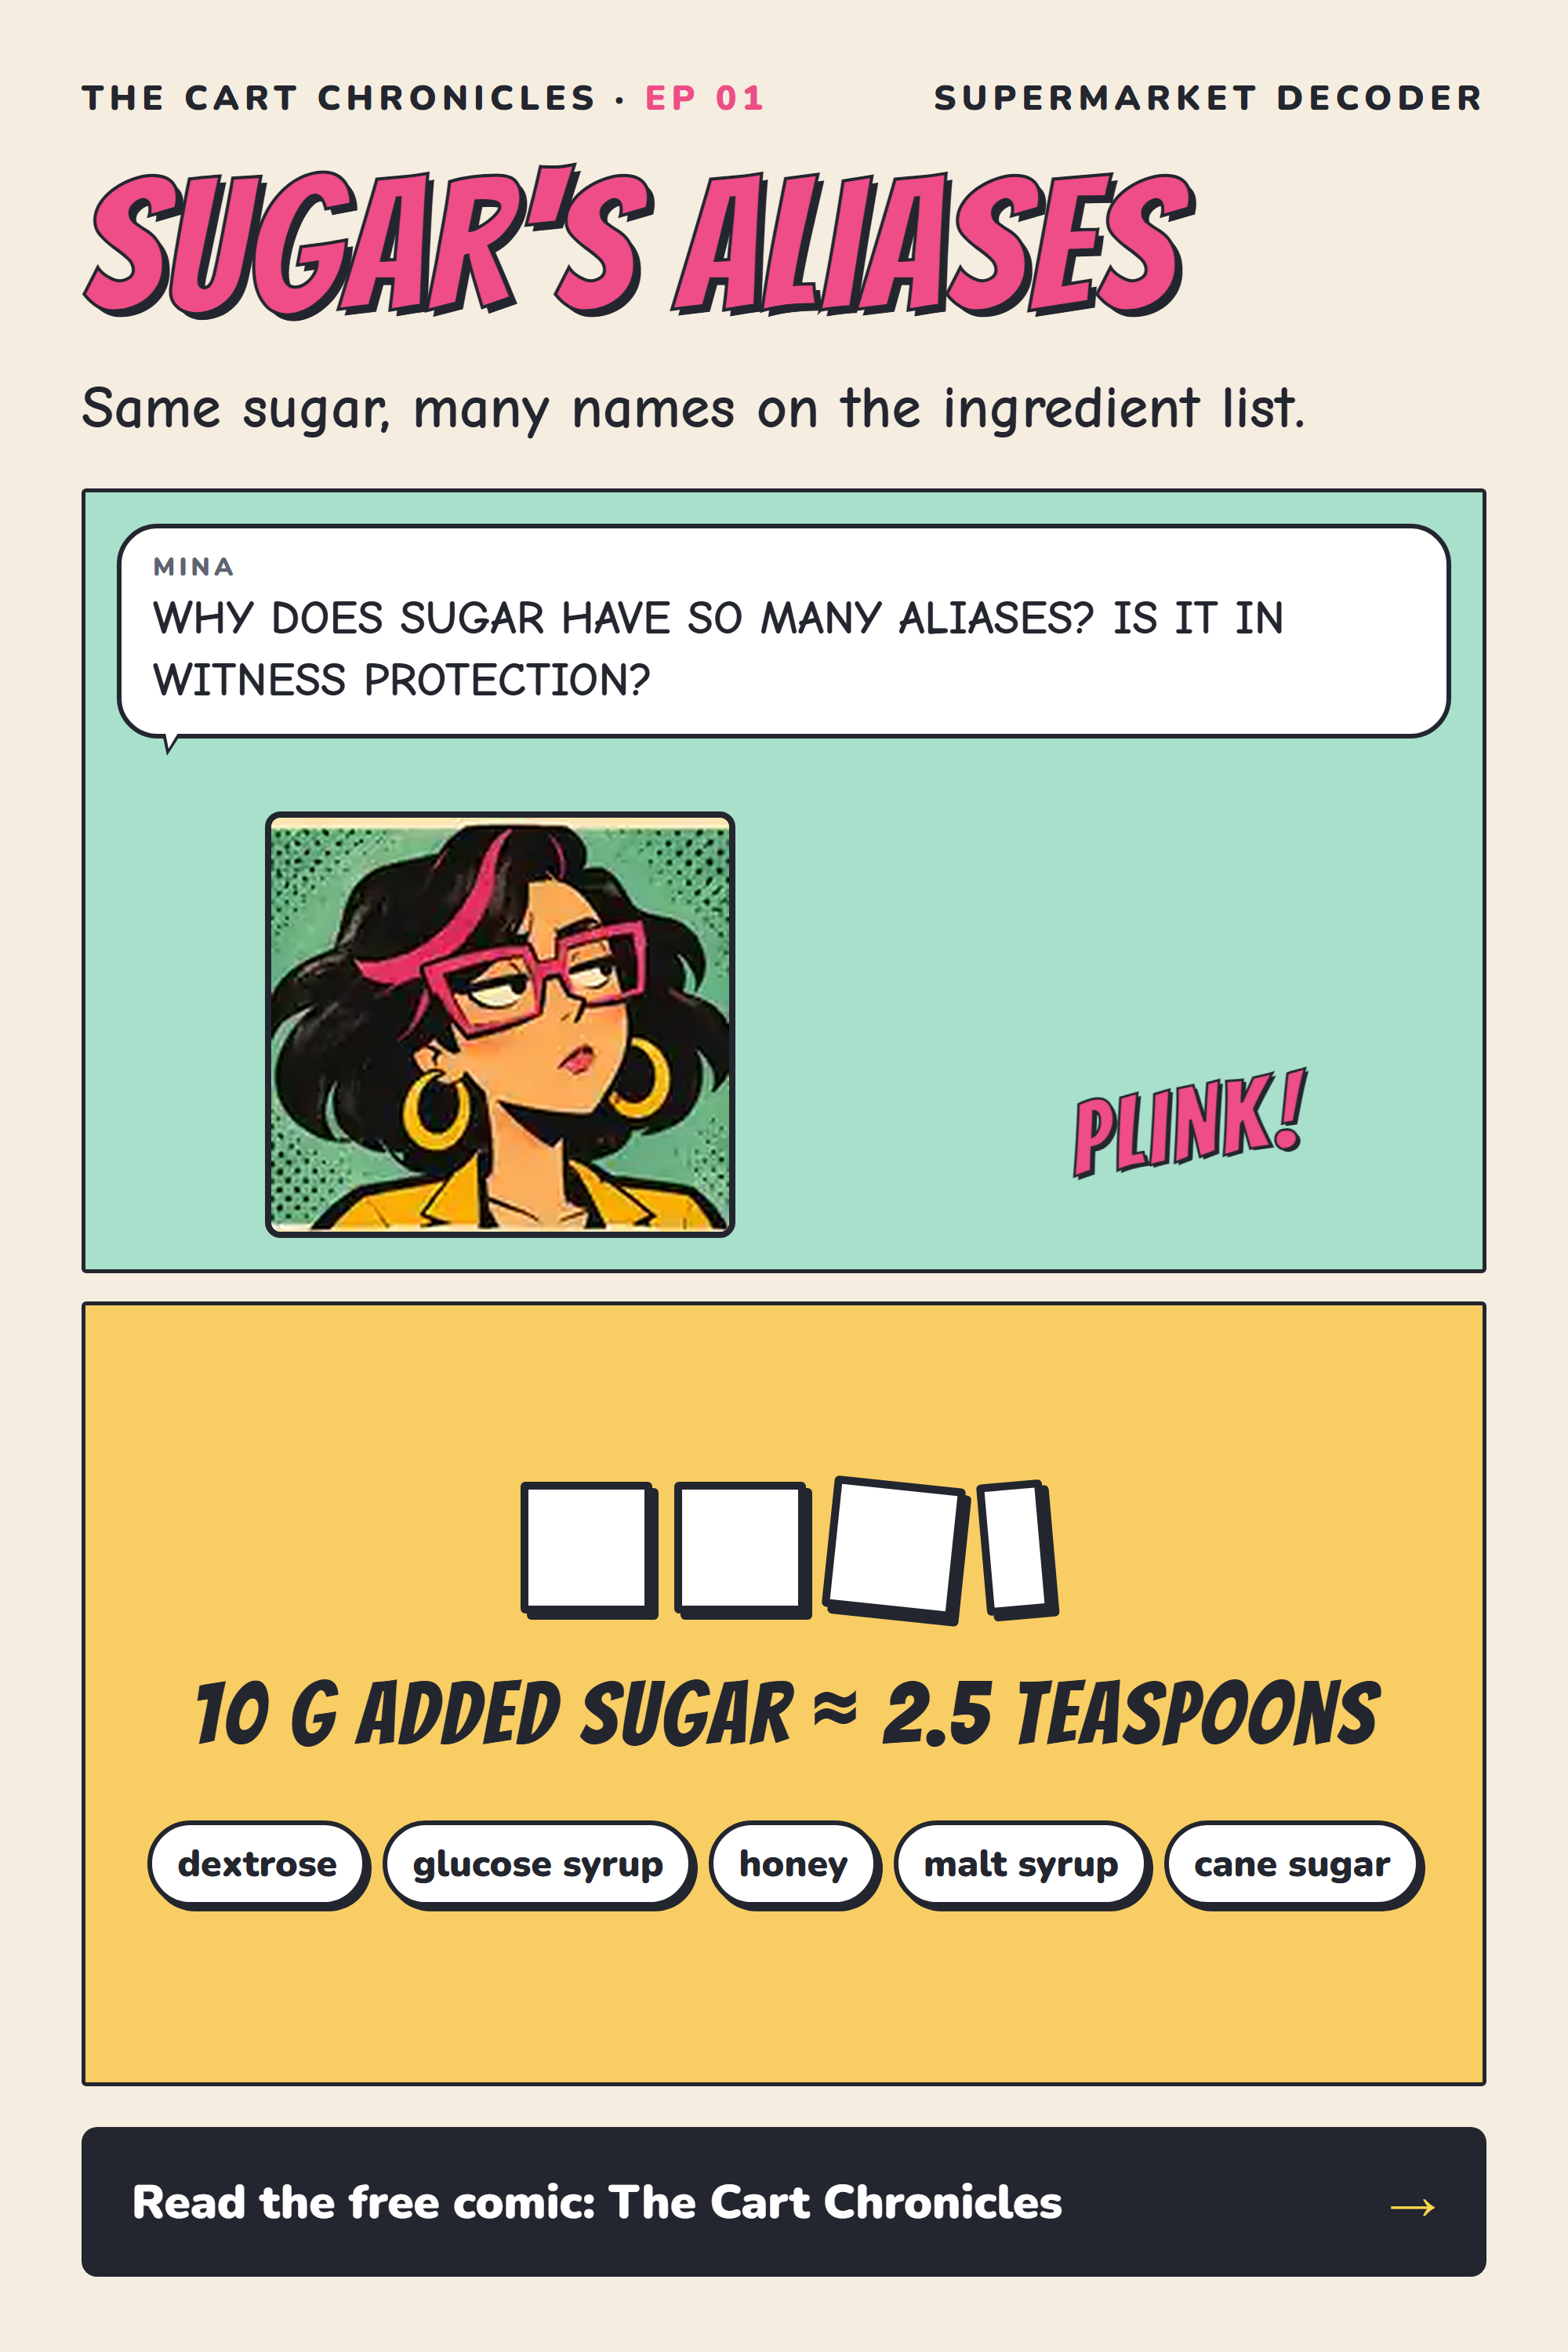 THE CART CHRONICLES · EP 01
SUPERMARKET DECODER
SUGAR'S ALIASES
Same sugar, many names on the ingredient list.
MINA
WHY DOES SUGAR HAVE SO MANY ALIASES? IS IT IN
WITNESS PROTECTION?
PLINK!
10 G ADDED SUGAR ≈ 2.5 TEASPOONS
dextrose
glucose syrup
honey
malt syrup
cane sugar
Read the free comic: The Cart Chronicles →